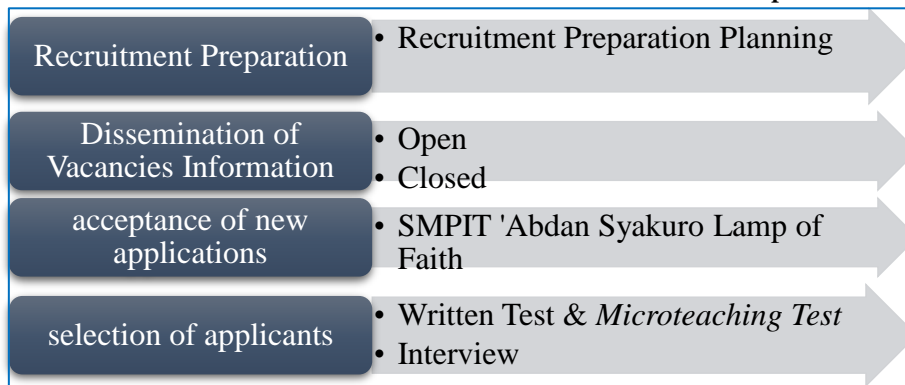 Recruitment Preparation
• Recruitment Preparation Planning
Dissemination of
Vacancies Information
• Open
• Closed
acceptance of new
applications
• SMPIT 'Abdan Syakuro Lamp of
Faith
selection of applicants
• Written Test & Microteaching Test
• Interview